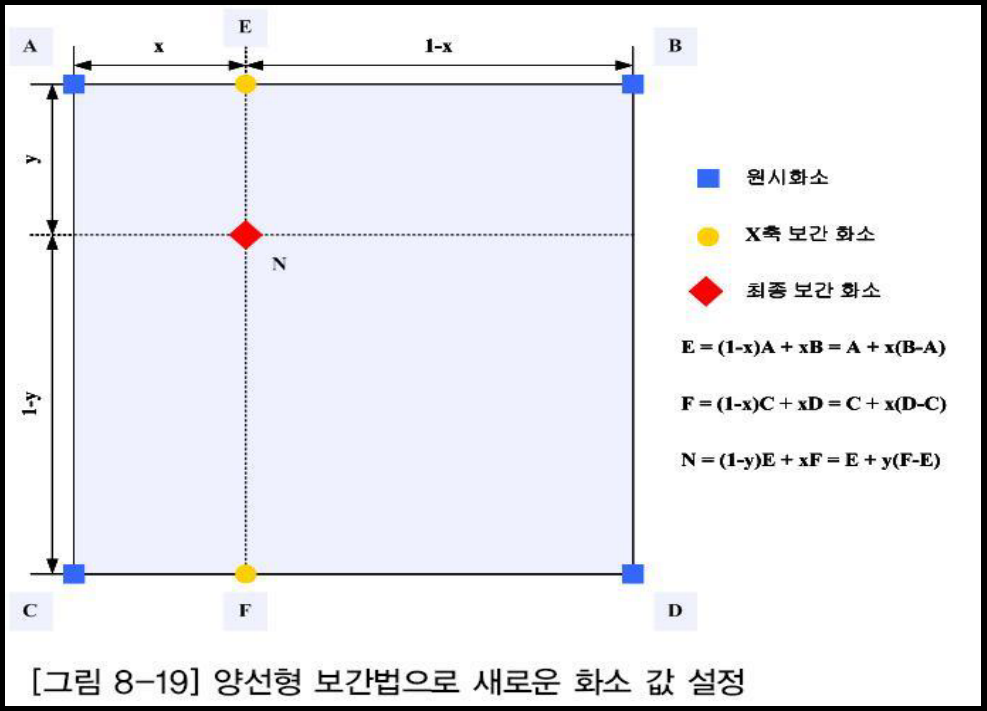 A
E
B
x
1-x
y
N
1-y
C
F
D
원시화소
X축 보간 화소
최종 보간 화소
E = (1-x)A + xB = A + x(B-A)
F = (1-x)C + xD = C + x(D-C)
N = (1-y)E + xF = E + y(F-E)
[그림 8-19] 양선형 보간법으로 새로운 화소 값 설정